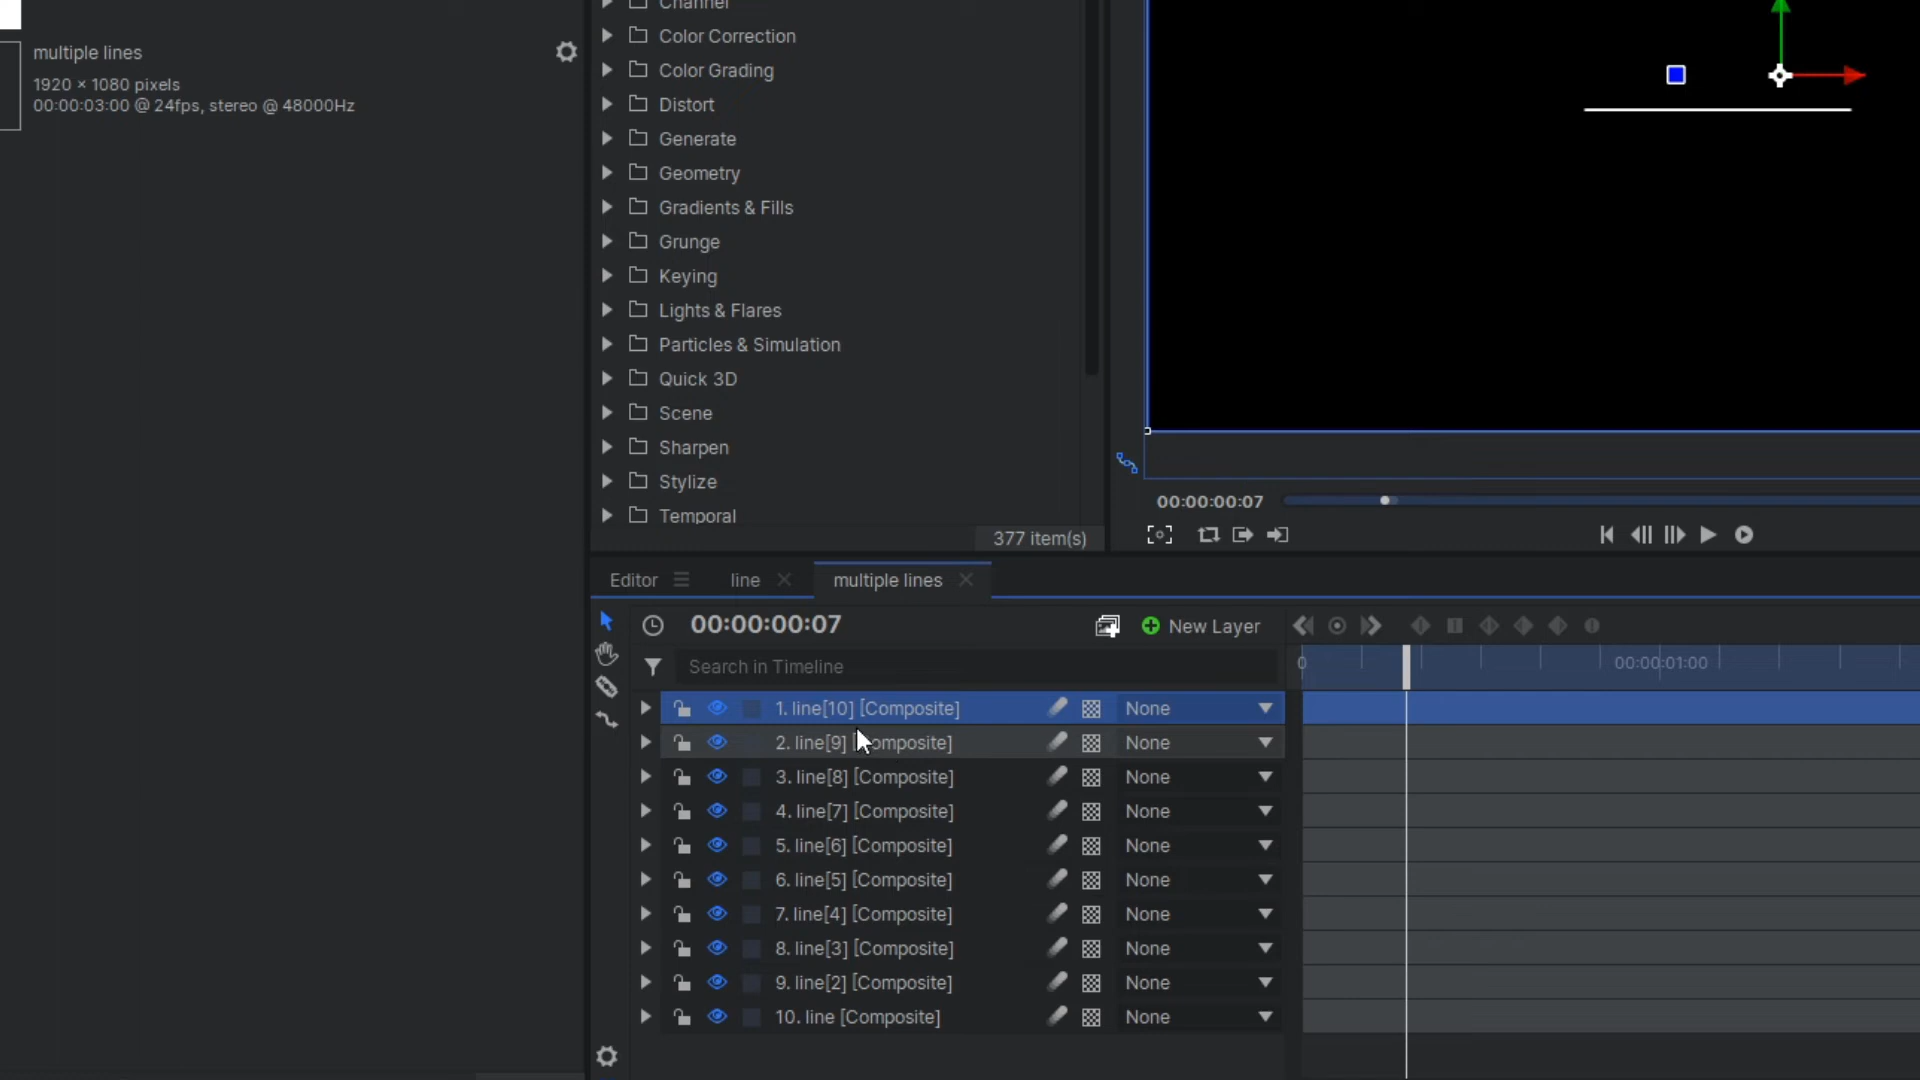 multiple lines
1920 × 1080 pixels
00:00:03:00 @ 24fps, stereo @ 48000Hz
Channel
Color Correction
Color Grading
Distort
Generate
Geometry
Gradients & Fills
Grunge
Keying
Lights & Flares
Particles & Simulation
Quick 3D
Scene
Sharpen
Stylize
Temporal
377 item(s)
00:00:00:07
Editor line multiple lines
00:00:00:07 New Layer
Search in Timeline 0 00:00:01:00
1. line[10] [Composite] None
2. line[9] [Composite] None
3. line[8] [Composite] None
4. line[7] [Composite] None
5. line[6] [Composite] None
6. line[5] [Composite] None
7. line[4] [Composite] None
8. line[3] [Composite] None
9. line[2] [Composite] None
10. line [Composite] None